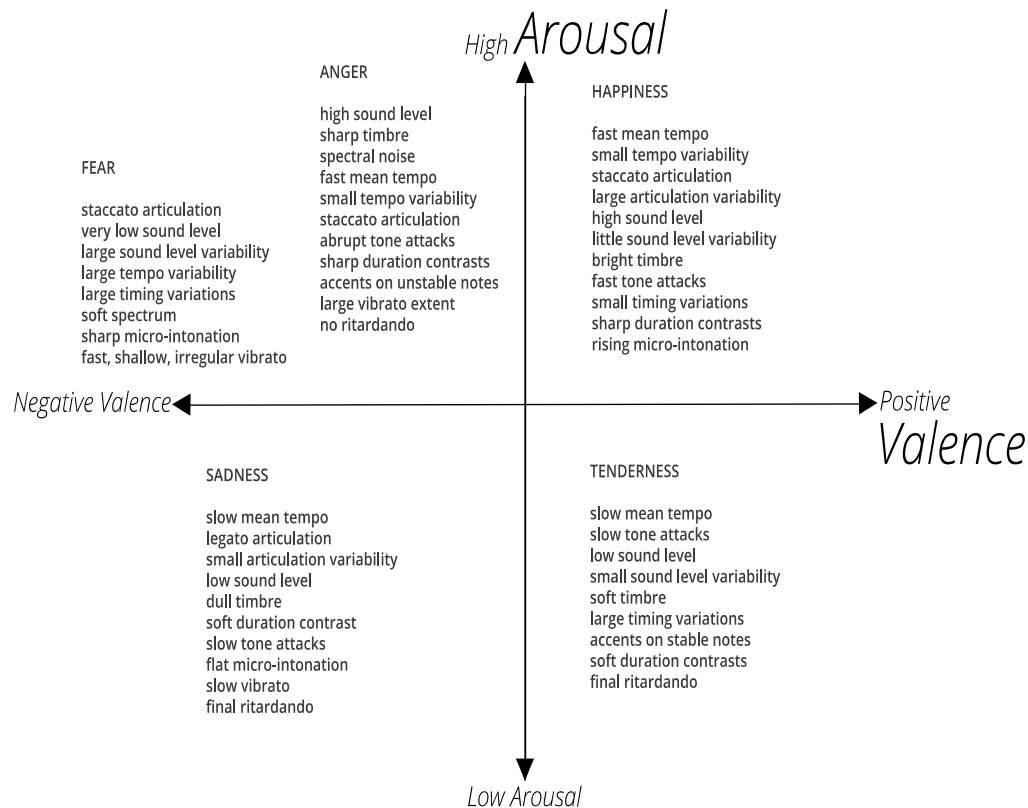 High Arousal
ANGER
high sound level
sharp timbre
spectral noise
fast mean tempo
small tempo variability
staccato articulation
abrupt tone attacks
sharp duration contrasts
accents on unstable notes
large vibrato extent
no ritardando
HAPPINESS
fast mean tempo
small tempo variability
staccato articulation
large articulation variability
high sound level
little sound level variability
bright timbre
fast tone attacks
small timing variations
sharp duration contrasts
rising micro-intonation
FEAR
staccato articulation
very low sound level
large sound level variability
large tempo variability
large timing variations
soft spectrum
sharp micro-intonation
fast, shallow, irregular vibrato
Negative Valence
Positive
Valence
SADNESS
slow mean tempo
legato articulation
small articulation variability
low sound level
dull timbre
soft duration contrast
slow tone attacks
flat micro-intonation
slow vibrato
final ritardando
TENDERNESS
slow mean tempo
slow tone attacks
low sound level
small sound level variability
soft timbre
large timing variations
accents on stable notes
soft duration contrasts
final ritardando
Low Arousal